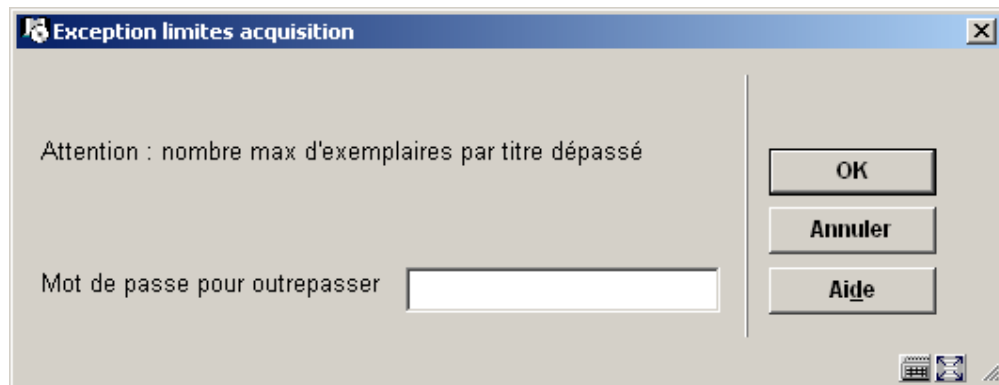 Exception limites acquisition
Attention : nombre max d'exemplaires par titre dépassé
OK
Annuler
Mot de passe pour outrepasser
Aide